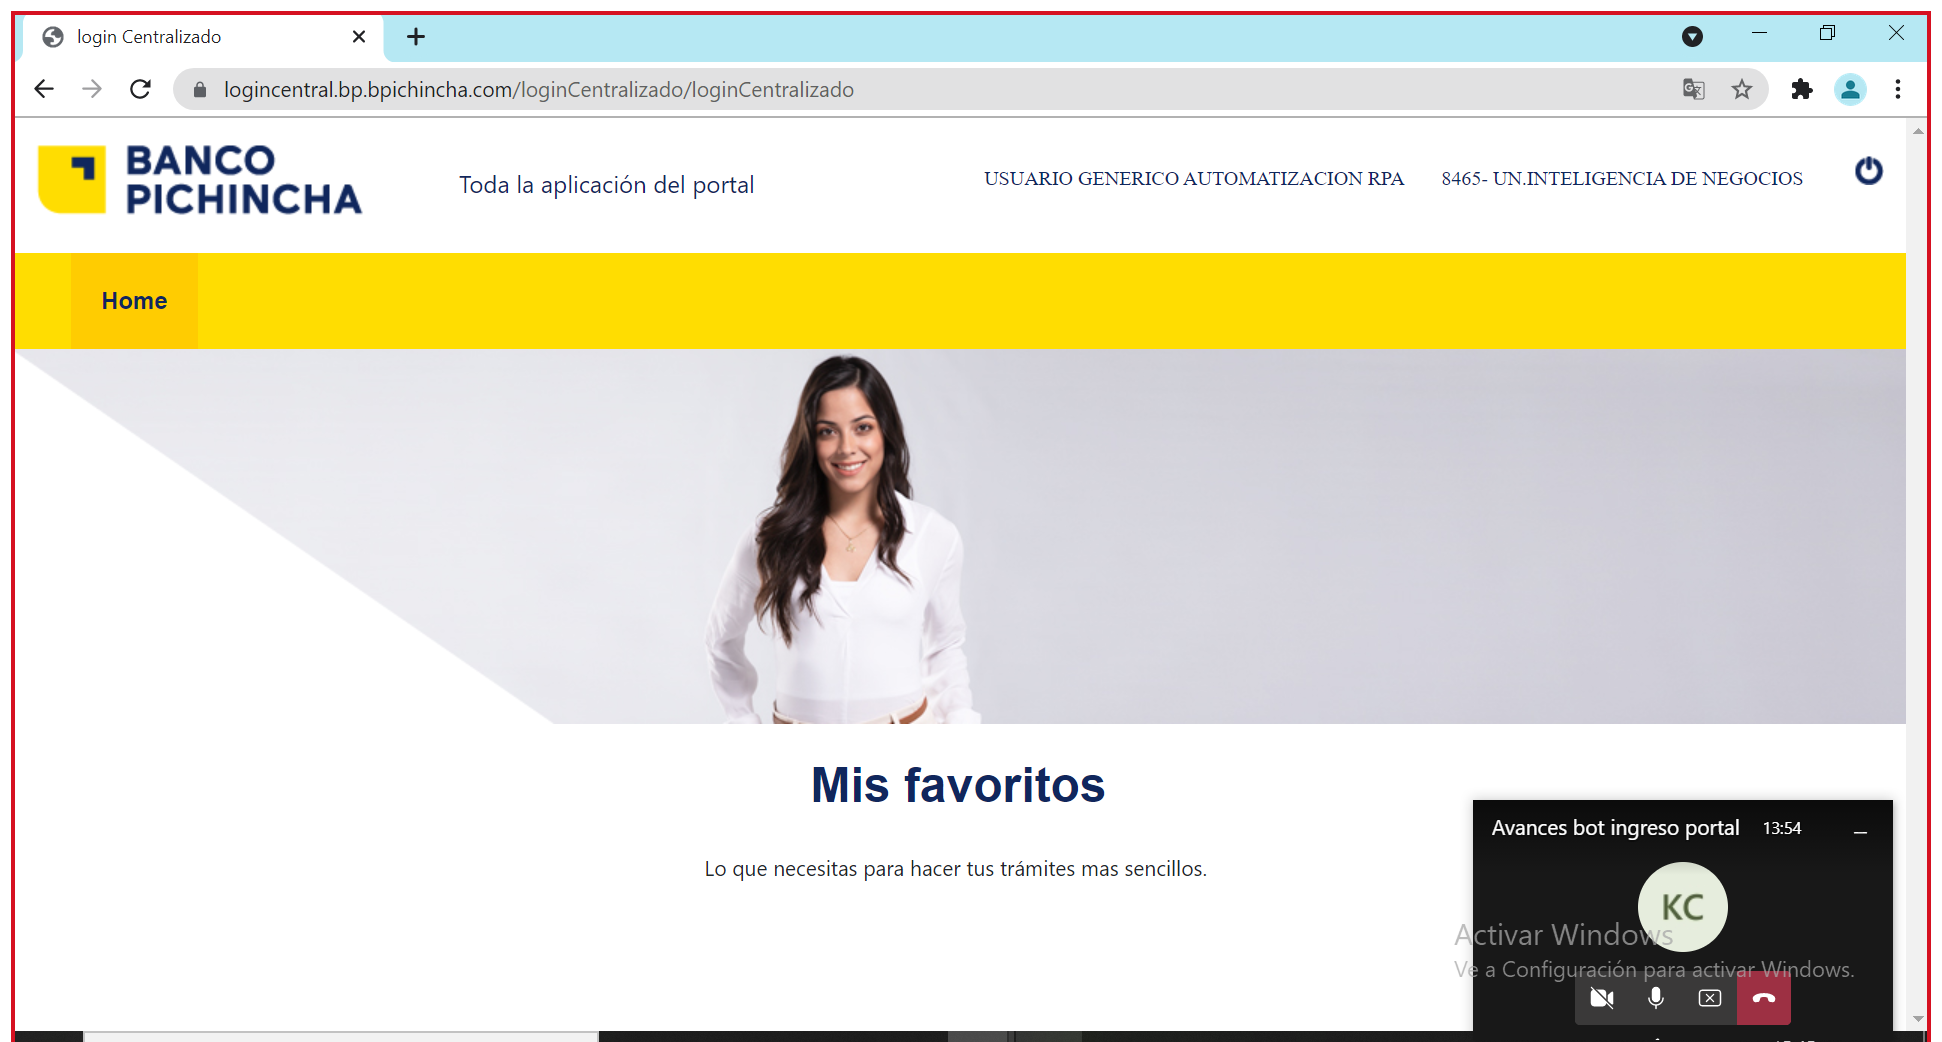 login Centralizado
logincentral.bp.bpichincha.com/loginCentralizado/loginCentralizado
BANCO
PICHINCHA
Toda la aplicación del portal
USUARIO GENERICO AUTOMATIZACION RPA
8465- UN.INTELIGENCIA DE NEGOCIOS
Home
Mis favoritos
Lo que necesitas para hacer tus trámites mas sencillos.
Avances bot ingreso portal 13:54
KC
Activar Windows
Ve a Configuración para activar Windows.